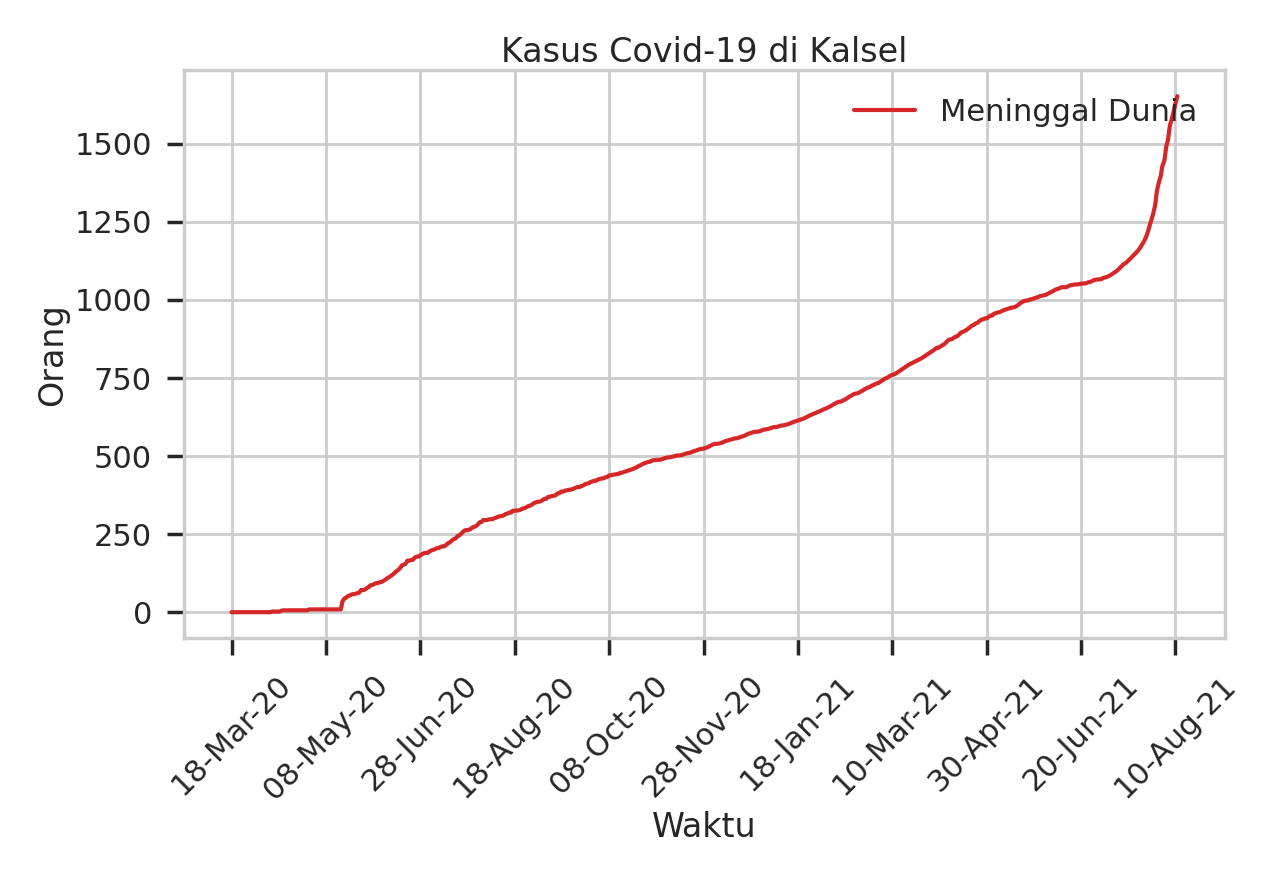 Kasus Covid-19 di Kalsel
Meninggal Dunia
Orang
1500
1250
1000
750
500
250
0
18-Mar-20
08-May-20
28-Jun-20
18-Aug-20
08-Oct-20
28-Nov-20
18-Jan-21
10-Mar-21
30-Apr-21
20-Jun-21
10-Aug-21
Waktu